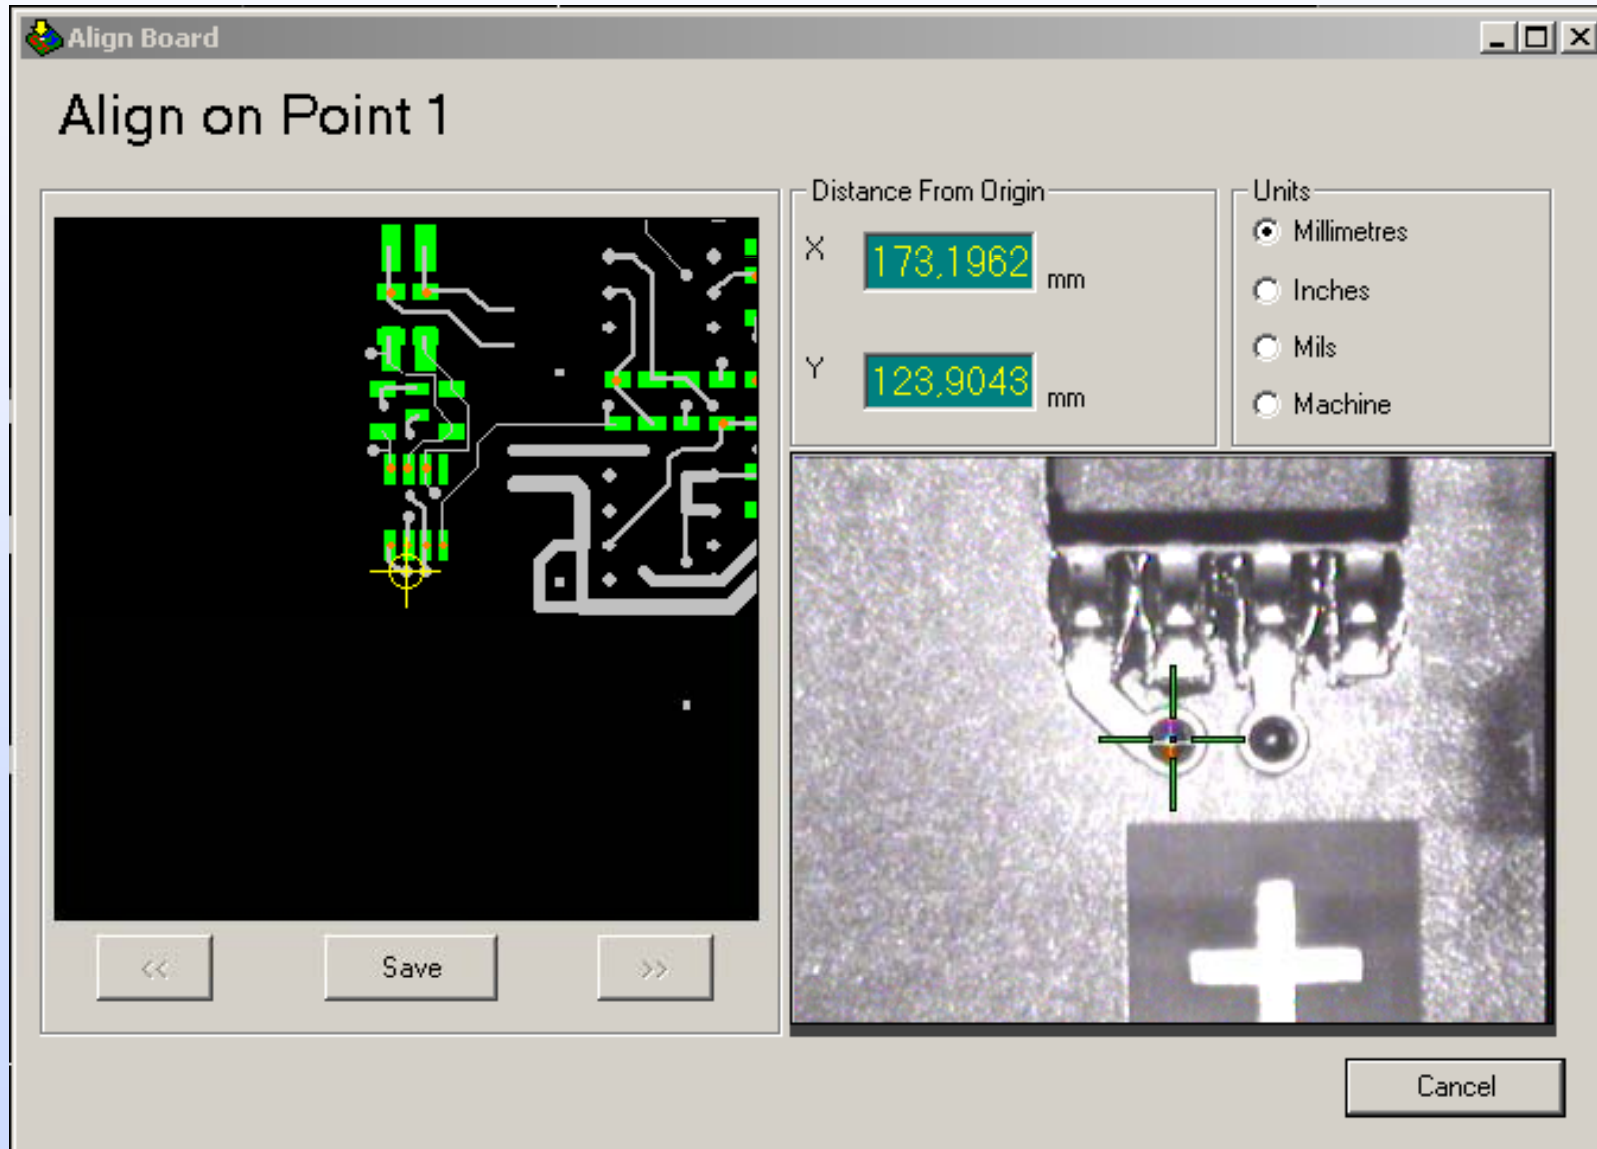 Align Board
Align on Point 1
Distance From Origin
X 173,1962 mm
Y 123,9043 mm
Units
Millimetres
Inches
Mils
Machine
<< Save >>
Cancel